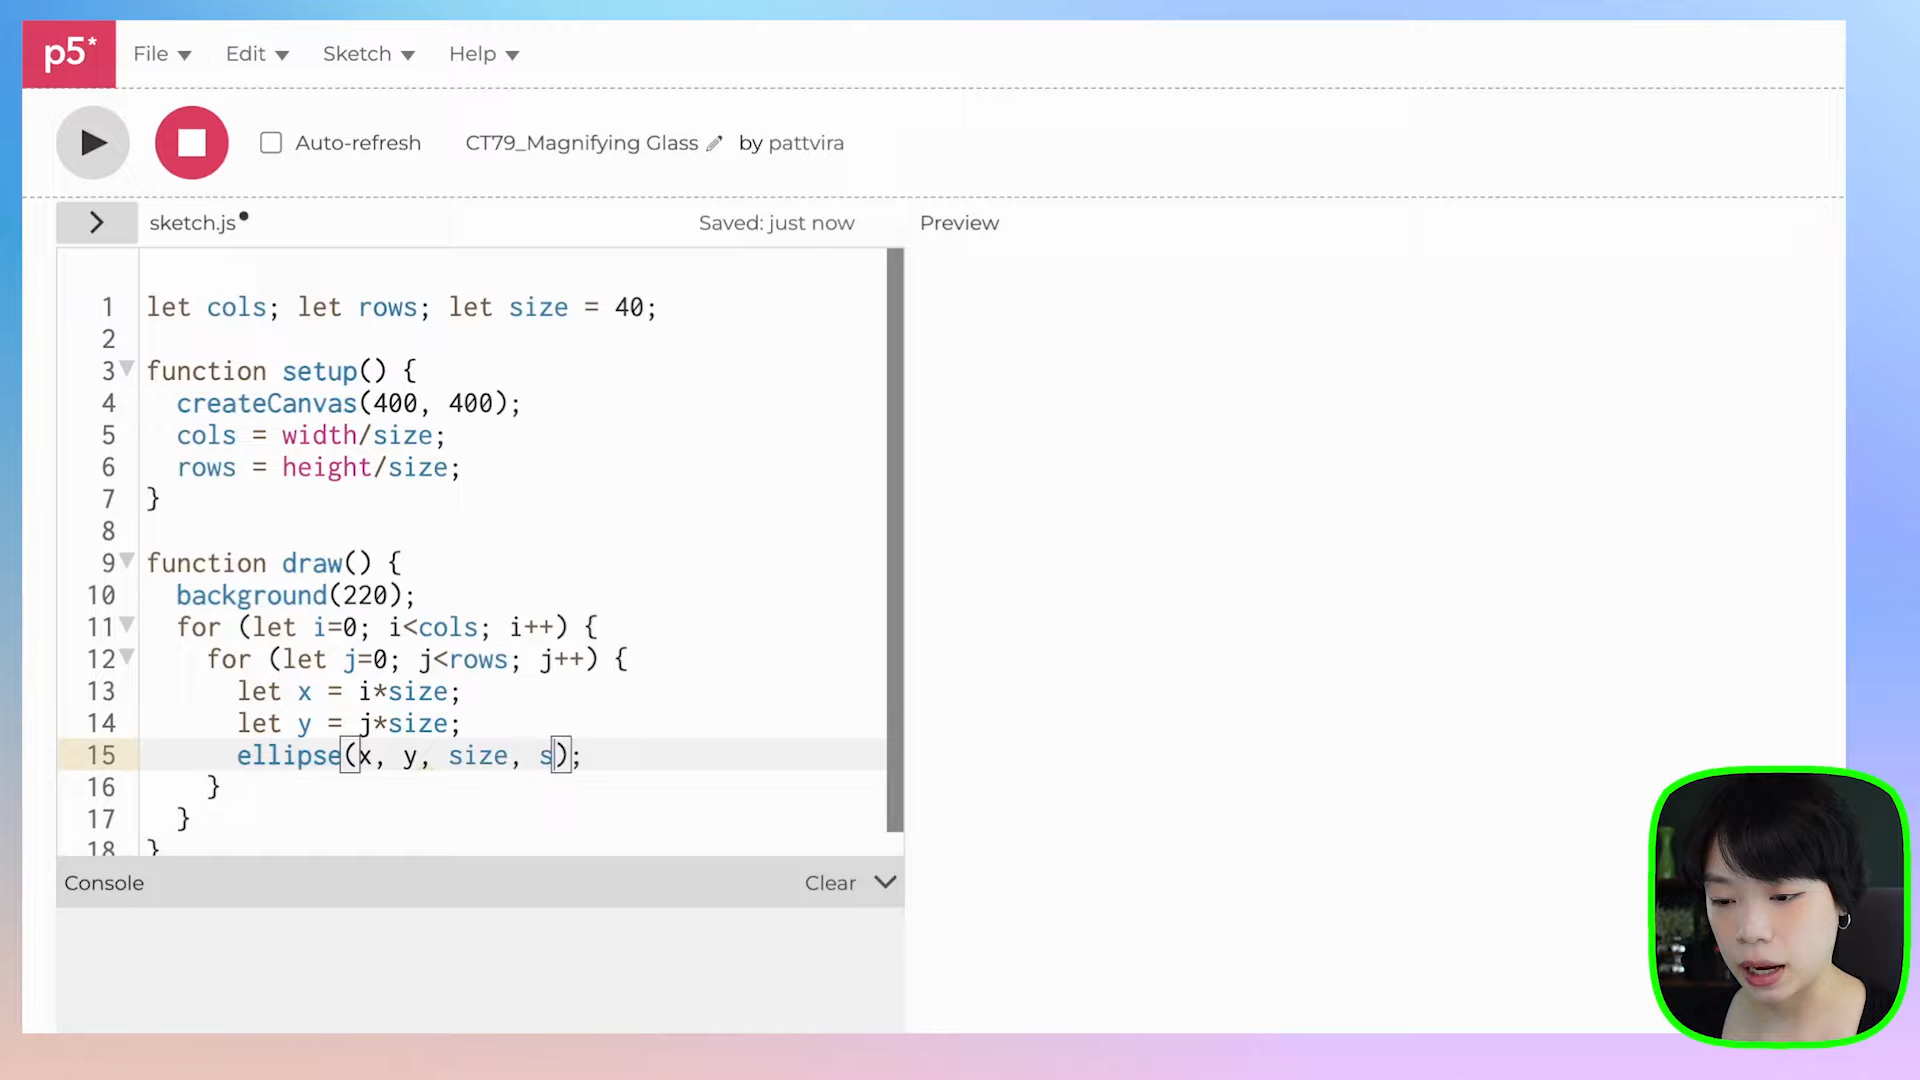 p5* File Edit Sketch Help
Auto-refresh CT79_Magnifying Glass by pattvira
sketch.js Saved: just now Preview
1 let cols; let rows; let size = 40;
2
3 function setup() {
4 createCanvas(400, 400);
5 cols = width/size;
6 rows = height/size;
7 }
8
9 function draw() {
10 background(220);
11 for (let i=0; i<cols; i++) {
12 for (let j=0; j<rows; j++) {
13 let x = i*size;
14 let y = j*size;
15 ellipse(x, y, size, s);
16 }
17 }
18 }
Console Clear